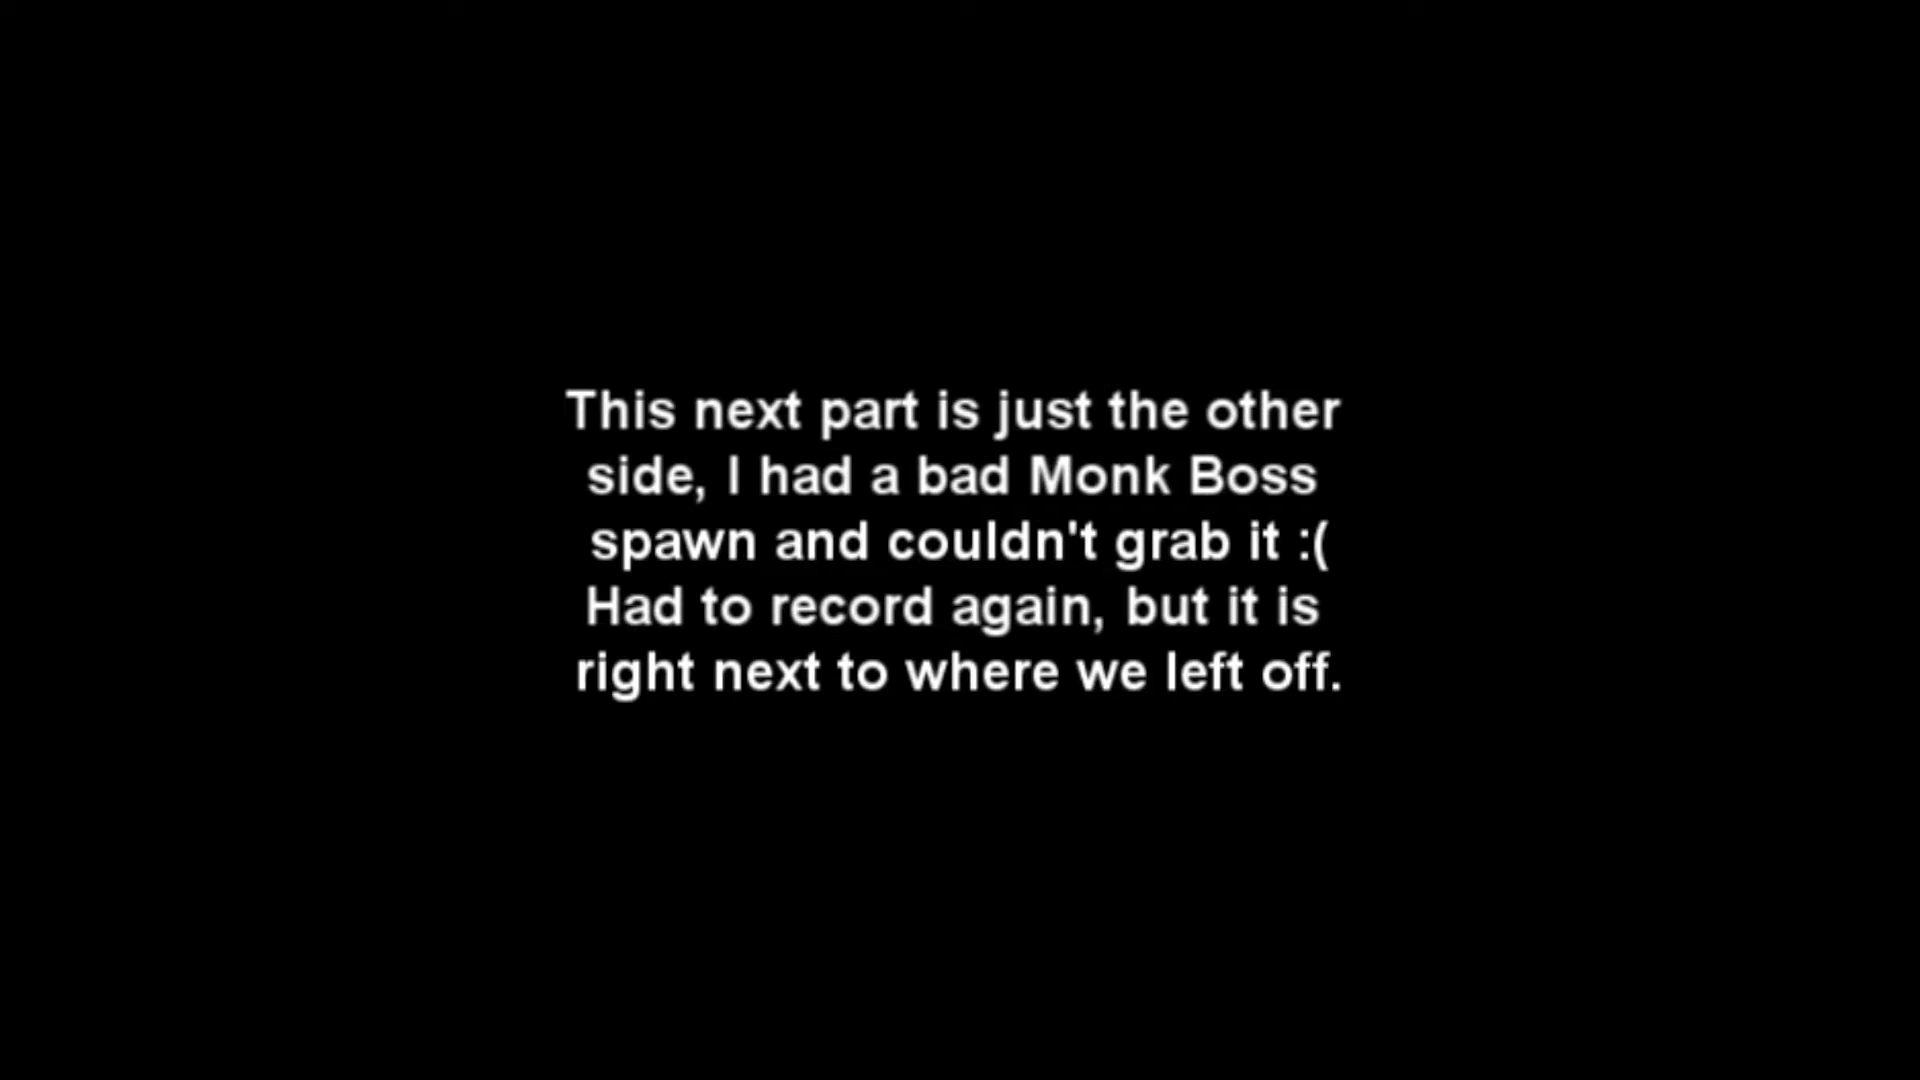 This next part is just the other
side, I had a bad Monk Boss
spawn and couldn't grab it :(
Had to record again, but it is
right next to where we left off.